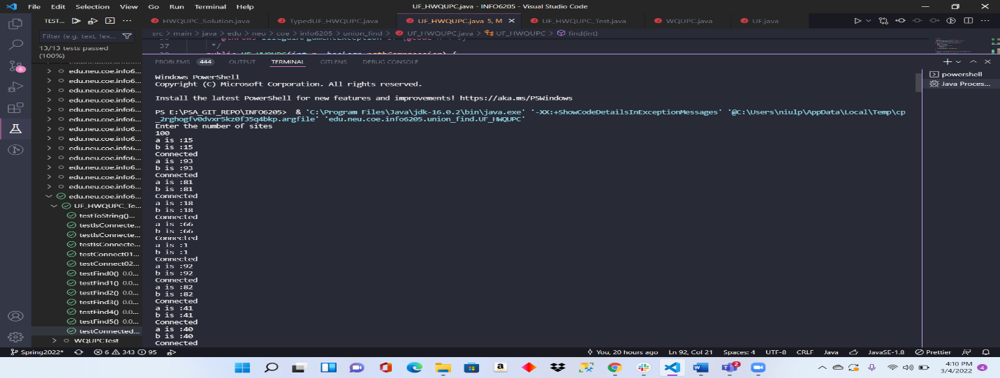 File Edit Selection View Go Run Terminal Help
UF_HWQUPC.java - INFO6205 - Visual Studio Code
TEST...
HWQUPC_Solution.java
TypedUF_HWQUPC.java
UF_HWQUPC.java 5, M
UF_HWQUPC_Test.java
WQUPC.java
UF.java
Filter (e.g. text, !ex...
src > main > java > edu > neu > coe > info6205 > union_find > UF_HWQUPC.java > UF_HWQUPC > find(int)
13/13 tests passed
(100%)
37 */
PROBLEMS 444 OUTPUT TERMINAL GITLENS DEBUG CONSOLE
edu.neu.coe.info6...
edu.neu.coe.info6...
edu.neu.coe.info6...
edu.neu.coe.info6...
edu.neu.coe.info6...
edu.neu.coe.info6...
edu.neu.coe.info6...
edu.neu.coe.info6...
edu.neu.coe.info6...
edu.neu.coe.info6...
edu.neu.coe.info6...
edu.neu.coe.info6...
edu.neu.coe.info6...
edu.neu.coe.info6...
UF_HWQUPC_Te...
testToString()...
testIsConnecte...
testIsConnecte...
testIsConnecte...
testConnect01...
testConnect02...
testFind0() 0.0...
testFind1() 0.0...
testFind2() 0.0...
testFind3() 0.0...
testFind4() 0.0...
testFind5() 0.0...
testConnected...
WQUPCTest
Windows PowerShell
Copyright (C) Microsoft Corporation. All rights reserved.
Install the latest PowerShell for new features and improvements! https://aka.ms/PSWindows
PS E:\PSA_GIT_REPO\INFO6205> & 'C:\Program Files\Java\jdk-16.0.2\bin\java.exe' '-XX:+ShowCodeDetailsInExceptionMessages' '@C:\Users\niulp\AppData\Local\Temp\cp
_2rghogfv0dvxr5kz0f35q4bkp.argfile' 'edu.neu.coe.info6205.union_find.UF_HWQUPC'
Enter the number of sites
100
a is :15
b is :15
Connected
a is :93
b is :93
Connected
a is :81
b is :81
Connected
a is :18
b is :18
Connected
a is :66
b is :66
Connected
a is :1
b is :1
Connected
a is :92
b is :92
Connected
a is :82
b is :82
Connected
a is :41
b is :41
Connected
a is :40
b is :40
Connected
powershell
Java Proces...
Spring2022* 6 343 95
You, 20 hours ago Ln 92, Col 21 Spaces: 4 UTF-8 CRLF Java JavaSE-1.8 Prettier
4:10 PM
3/4/2022
4